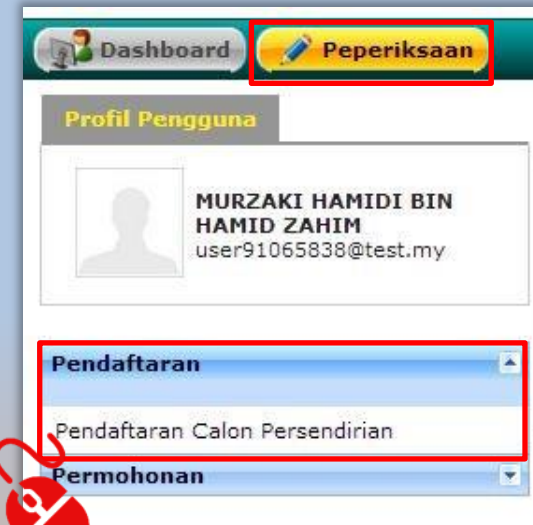 Dashboard Peperiksaan
Profil Pengguna
MURZAKI HAMIDI BIN
HAMID ZAHIM
user91065838@test.my
Pendaftaran
Pendaftaran Calon Persendirian
Permohonan